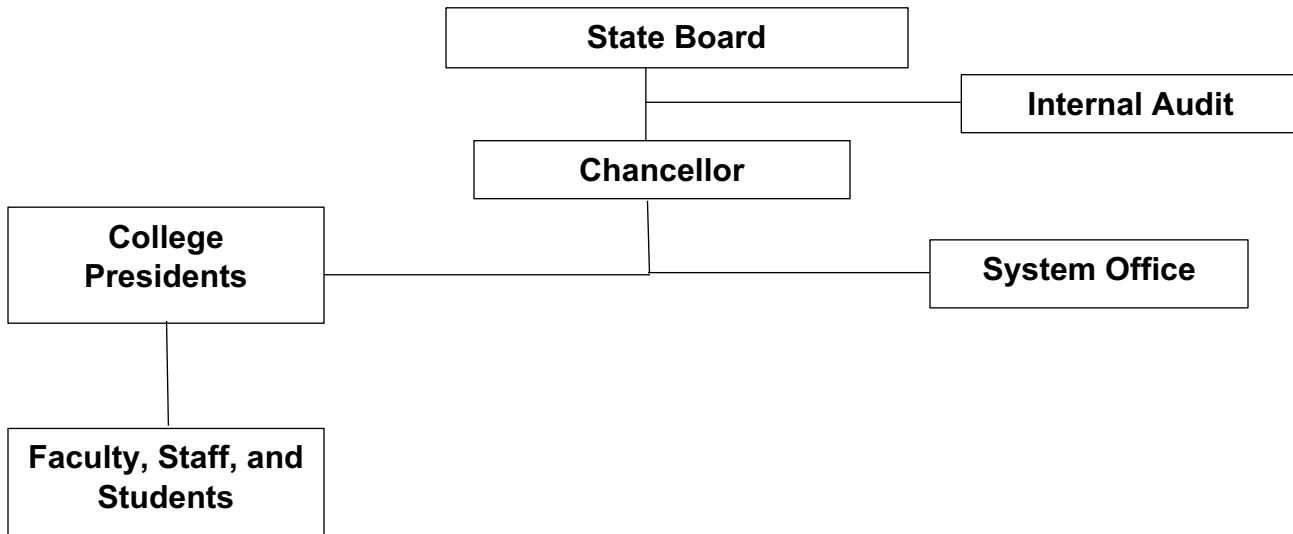 State Board
Internal Audit
Chancellor
College
Presidents
System Office
Faculty, Staff, and
Students